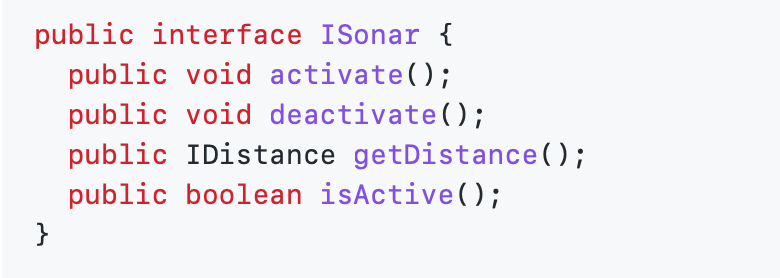 public interface ISonar {
  public void activate();
  public void deactivate();
  public IDistance getDistance();
  public boolean isActive();
}